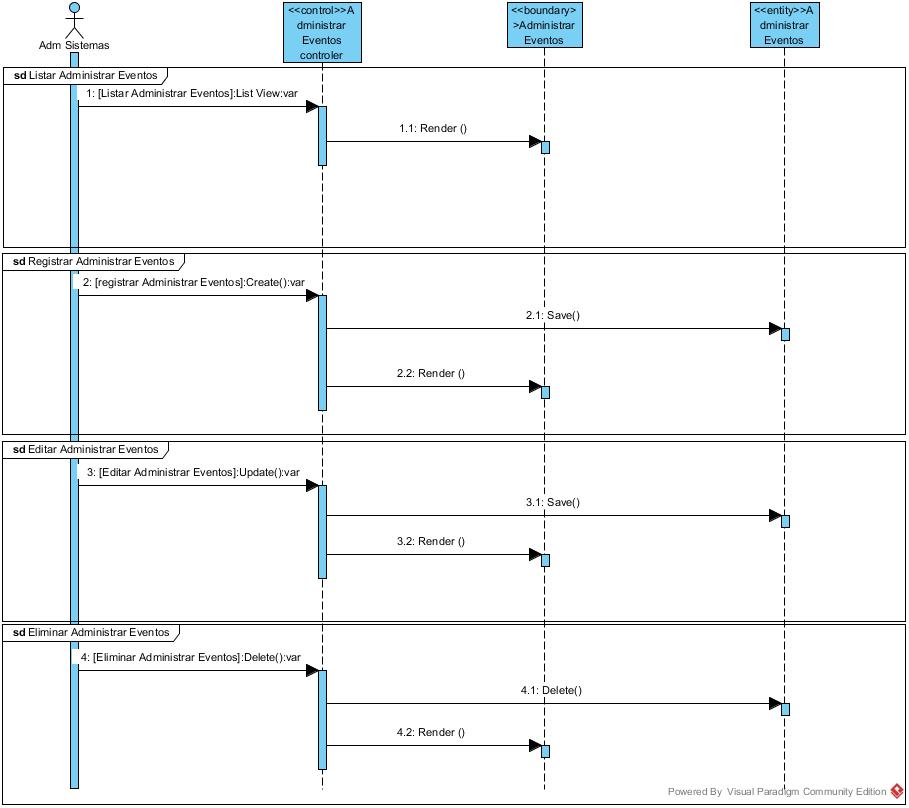 Adm Sistemas
<<control>>A
dministrar
Eventos
controler
<<boundary>
>Administrar
Eventos
<<entity>>A
dministrar
Eventos
sd Listar Administrar Eventos
1: [Listar Administrar Eventos]:List View:var
1.1: Render ()
sd Registrar Administrar Eventos
2: [registrar Administrar Eventos]:Create():var
2.1: Save()
2.2: Render ()
sd Editar Administrar Eventos
3: [Editar Administrar Eventos]:Update():var
3.1: Save()
3.2: Render ()
sd Eliminar Administrar Eventos
4: [Eliminar Administrar Eventos]:Delete():var
4.1: Delete()
4.2: Render ()
Powered By Visual Paradigm Community Edition